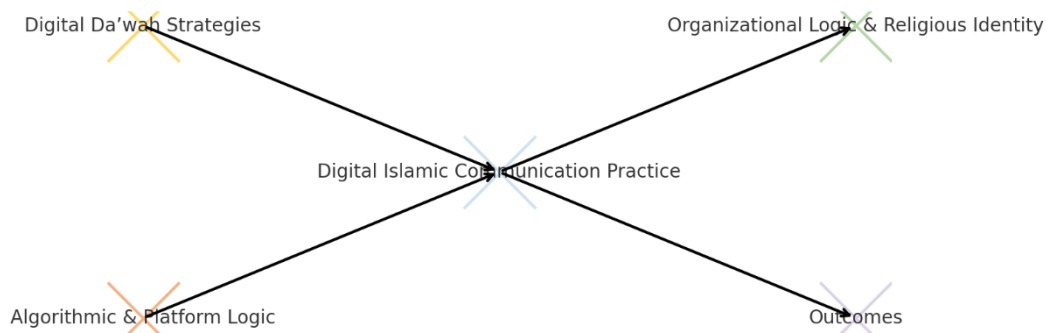 Digital Da’wah Strategies
Organizational Logic & Religious Identity
Digital Islamic Communication Practice
Algorithmic & Platform Logic
Outcomes